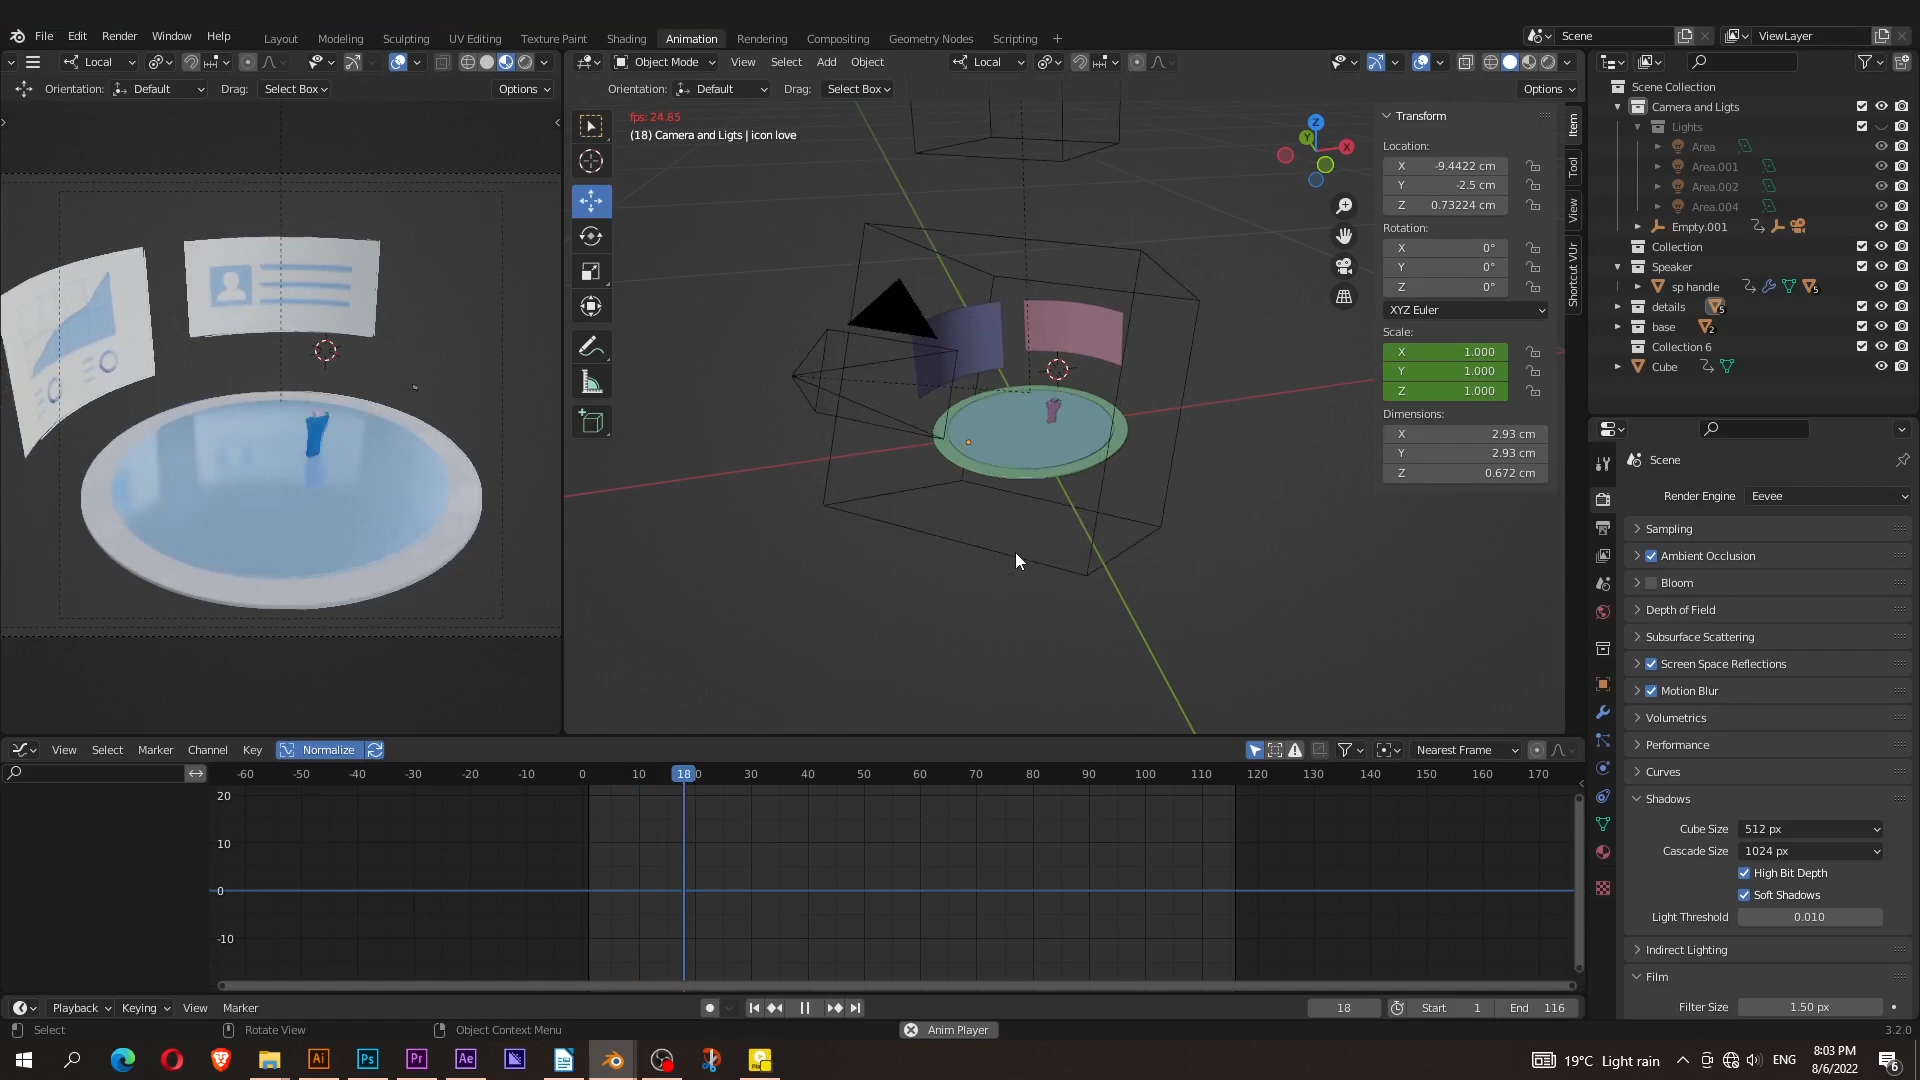 File Edit Render Window Help Layout Modeling Sculpting UV Editing Texture Paint Shading Animation Rendering Compositing Geometry Nodes Scripting + Scene ViewLayer
Local Object Mode View Select Add Object Local
Orientation: Default Drag: Select Box Options Orientation: Default Drag: Select Box Options
fps: 24.85
(18) Camera and Ligts | icon love
Z
Y
X
Item
Tool
View
Shortcut VUr
Transform
Location:
X -9.4422 cm
Y -2.5 cm
Z 0.73224 cm
Rotation:
X 0°
Y 0°
Z 0°
XYZ Euler
Scale:
X 1.000
Y 1.000
Z 1.000
Dimensions:
X 2.93 cm
Y 2.93 cm
Z 0.672 cm
Scene Collection
Camera and Ligts
Lights
Area
Area.001
Area.002
Area.004
Empty.001
Collection
Speaker
sp handle 5
details 5
base 2
Collection 6
Cube
Scene
Render Engine Eevee
Sampling
Ambient Occlusion
Bloom
Depth of Field
Subsurface Scattering
Screen Space Reflections
Motion Blur
Volumetrics
Performance
Curves
Shadows
Cube Size 512 px
Cascade Size 1024 px
High Bit Depth
Soft Shadows
Light Threshold 0.010
Indirect Lighting
Film
Filter Size 1.50 px
View Select Marker Channel Key Normalize Nearest Frame
-60 -50 -40 -30 -20 -10 0 10 18 0 30 40 50 60 70 80 90 100 110 120 130 140 150 160 170
20
10
0
-10
Playback Keying View Marker 18 Start 1 End 116
Select Rotate View Object Context Menu Anim Player 3.2.0
Ai Ps Pr Ae 19°C Light rain ENG 8:03 PM
8/6/2022 6